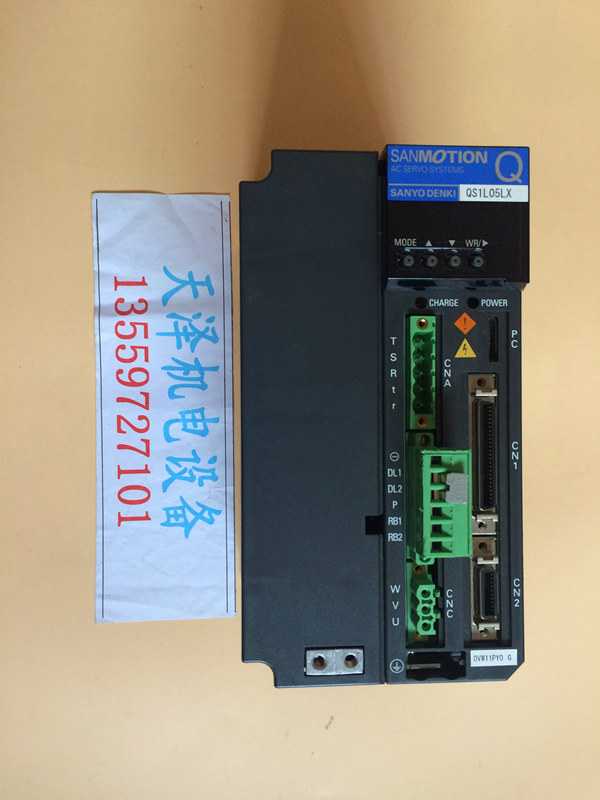 天泽机电设备
13559727101
SANMOTION Q
AC SERVO SYSTEMS
SANYO DENKI QS1L05LX
MODE ▲ ▼ WR/▶
CHARGE POWER
T
S
R
t
r
CNA
PC
CN1
⊖
DL1
DL2
P
RB1
RB2
W
V
U
CNC
CN2
0VW11PY0 G